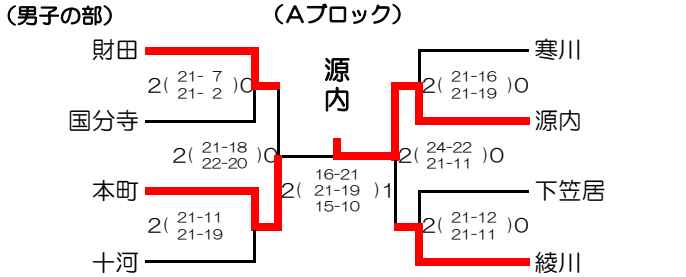 (男子の部) (Aブロック)
財田 2( 21- 7 )0 源内 2( 21-16 )0 寒川
21- 2 21-19
国分寺 源内
2( 21-18 )0 2( 24-22 )0
22-20 21-11
本町 2( 16-21 )1 下笠居
21-19
15-10
2( 21-11 2( 21-12 )0
21-19 21-11
十河 綾川